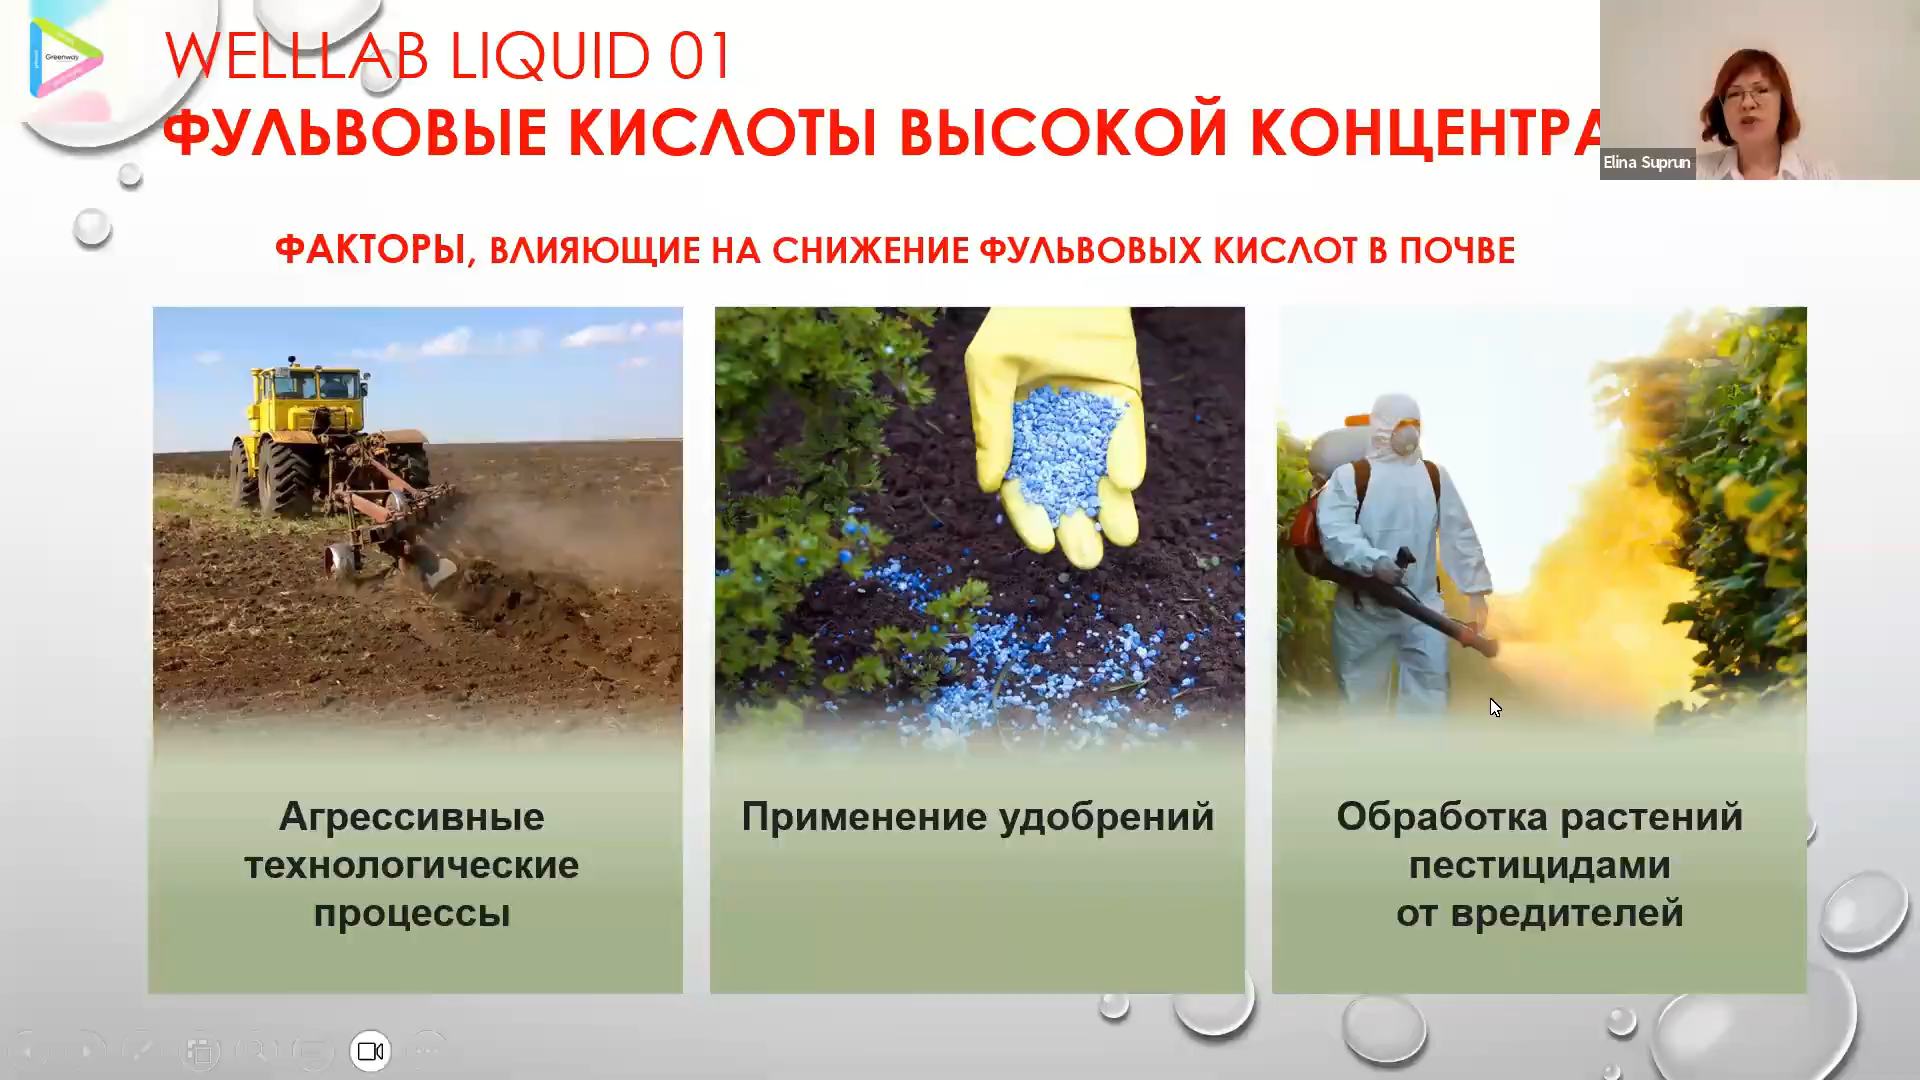 Greenway
WELLLAB LIQUID 01
ФУЛЬВОВЫЕ КИСЛОТЫ ВЫСОКОЙ КОНЦЕНТРА
Elina Suprun
ФАКТОРЫ, ВЛИЯЮЩИЕ НА СНИЖЕНИЕ ФУЛЬВОВЫХ КИСЛОТ В ПОЧВЕ
Агрессивные
технологические
процессы
Применение удобрений
Обработка растений
пестицидами
от вредителей